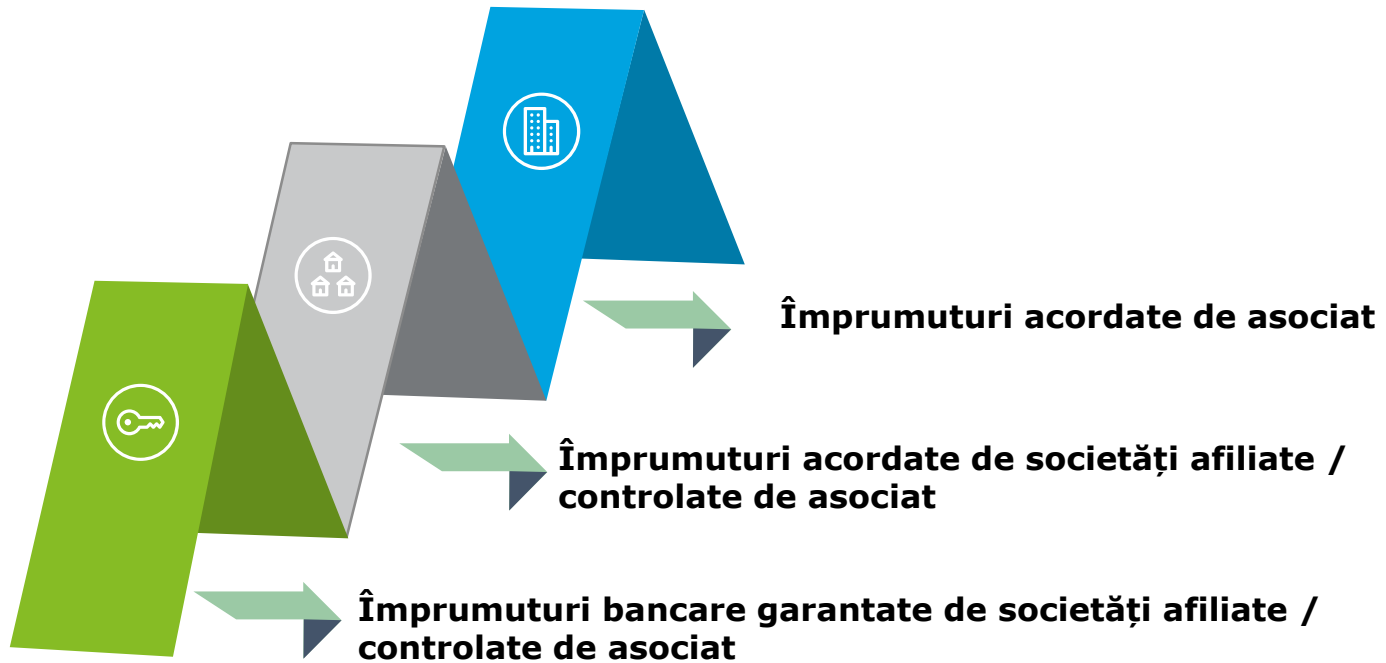 Împrumuturi acordate de asociat
Împrumuturi acordate de societăți afiliate /
controlate de asociat
Împrumuturi bancare garantate de societăți afiliate /
controlate de asociat